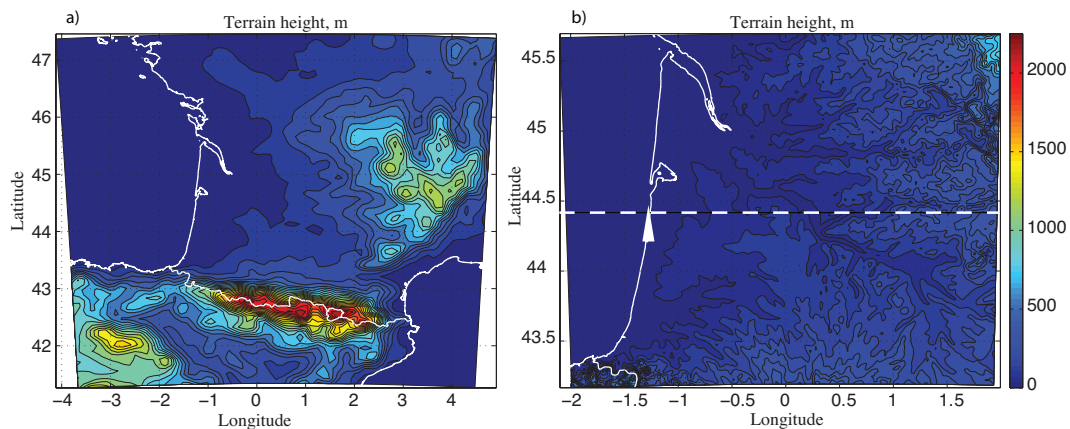 a)
Terrain height, m
47
46
45
44
43
42
Latitude
−4 −3 −2 −1 0 1 2 3 4
Longitude
b)
Terrain height, m
45.5
45
44.5
44
43.5
Latitude
−2 −1.5 −1 −0.5 0 0.5 1 1.5
Longitude
2000
1500
1000
500
0